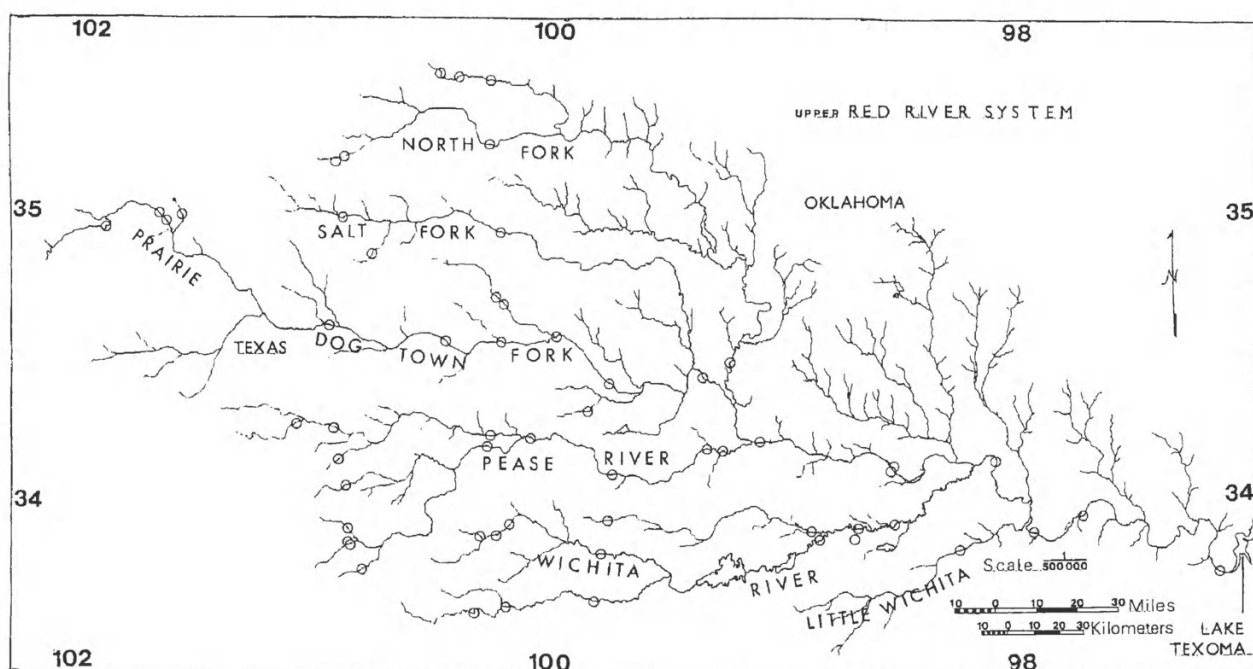 102 100 98
UPPER RED RIVER SYSTEM
NORTH FORK
OKLAHOMA
35 35
SALT FORK
PRAIRIE DOG TOWN FORK
TEXAS
PEASE RIVER
34 34
WICHITA RIVER
LITTLE WICHITA
Scale 1/500000
10 0 10 20 30 Miles
10 0 10 20 30 Kilometers
LAKE
TEXOMA
102 100 98